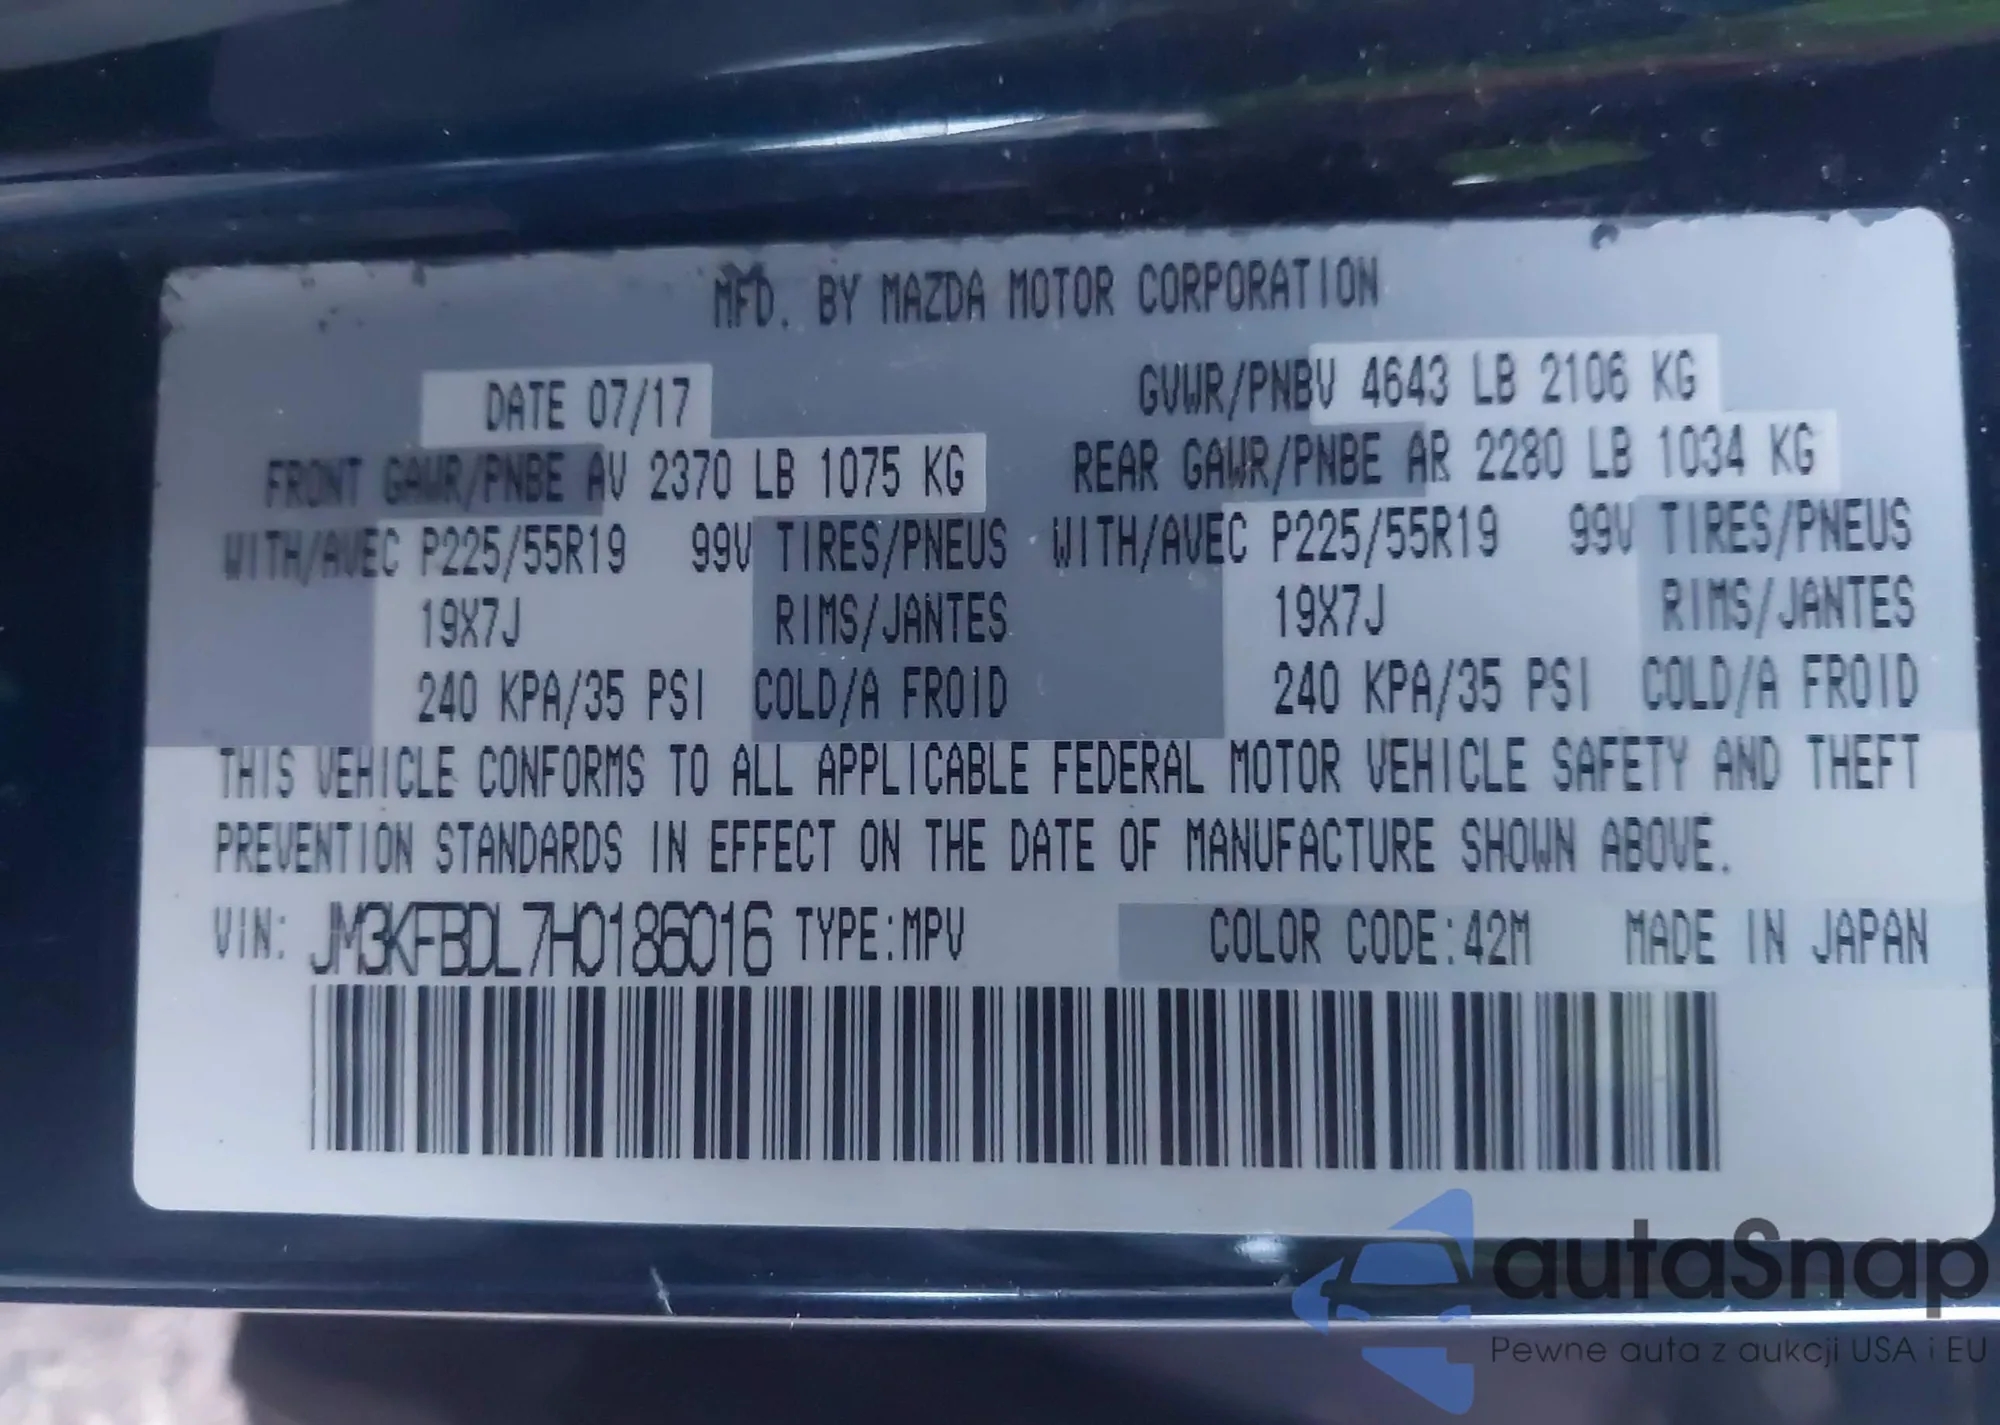 MFD. BY MAZDA MOTOR CORPORATION
DATE 07/17 GVWR/PNBV 4643 LB 2106 KG
FRONT GAWR/PNBE AV 2370 LB 1075 KG REAR GAWR/PNBE AR 2280 LB 1034 KG
WITH/AVEC P225/55R19 99V TIRES/PNEUS WITH/AVEC P225/55R19 99V TIRES/PNEUS
19X7J RIMS/JANTES 19X7J RIMS/JANTES
240 KPA/35 PSI COLD/A FROID 240 KPA/35 PSI COLD/A FROID
THIS VEHICLE CONFORMS TO ALL APPLICABLE FEDERAL MOTOR VEHICLE SAFETY AND THEFT
PREVENTION STANDARDS IN EFFECT ON THE DATE OF MANUFACTURE SHOWN ABOVE.
VIN: JM3KFBDL7H0186016 TYPE:MPV COLOR CODE:42M MADE IN JAPAN
autaSnap
Pewne auta z aukcji USA i EU